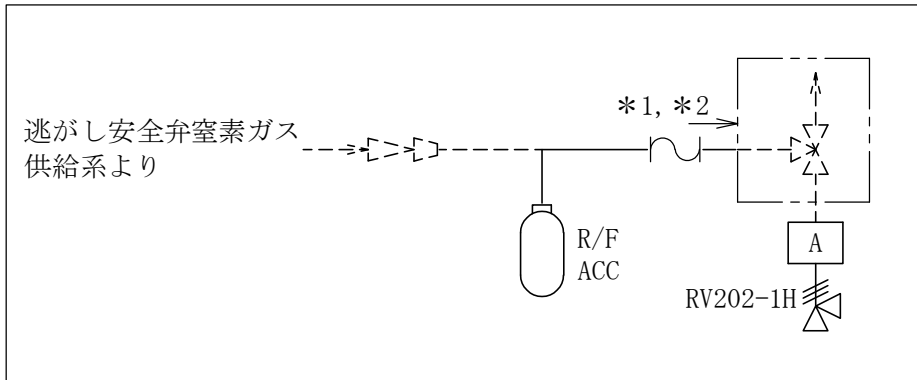 逃がし安全弁窒素ガス
供給系より
*1, *2
R/F
ACC
A
RV202-1H